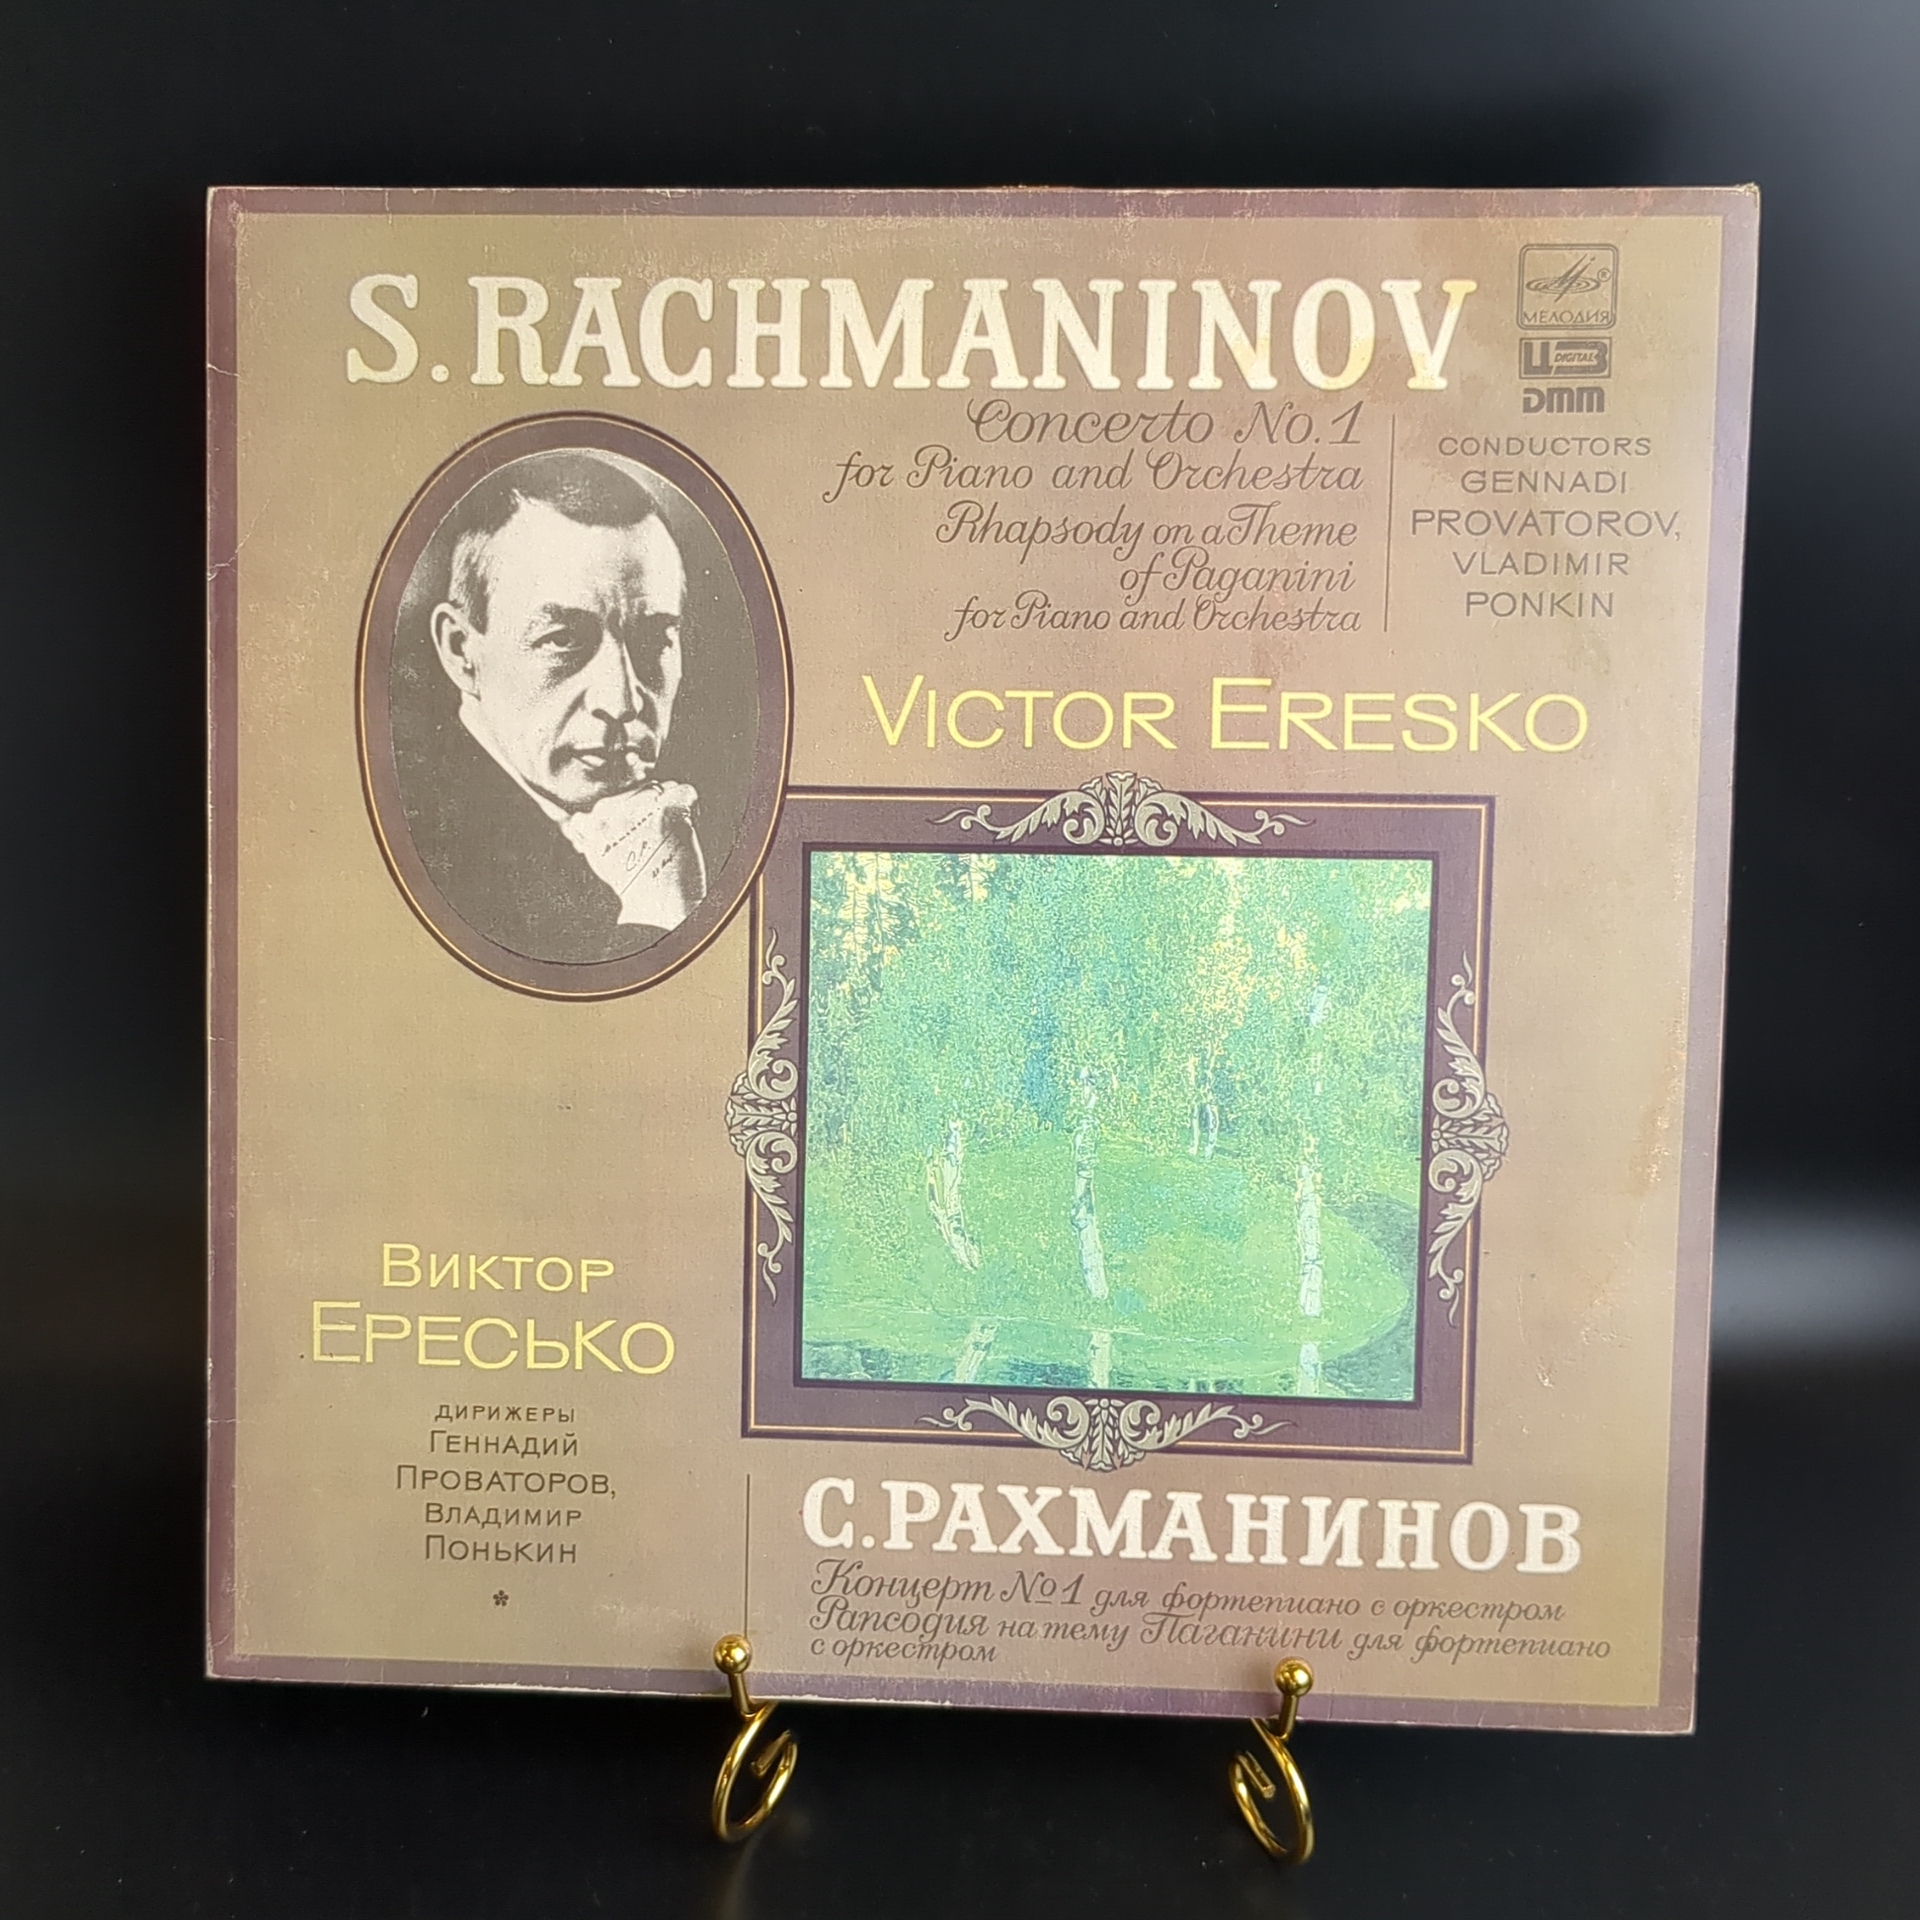 S. RACHMANINOV
МЕЛОДИЯ
ЦЗ DIGITAL
DMM
Concerto No. 1
for Piano and Orchestra
Rhapsody on a Theme
of Paganini
for Piano and Orchestra
CONDUCTORS
GENNADI
PROVATOROV,
VLADIMIR
PONKIN
VICTOR ERESKO
ВИКТОР
ЕРЕСЬКО
ДИРИЖЕРЫ
ГЕННАДИЙ
ПРОВАТОРОВ,
ВЛАДИМИР
ПОНЬКИН
С. РАХМАНИНОВ
Концерт №1 для фортепиано с оркестром
Рапсодия на тему Паганини для фортепиано
с оркестром